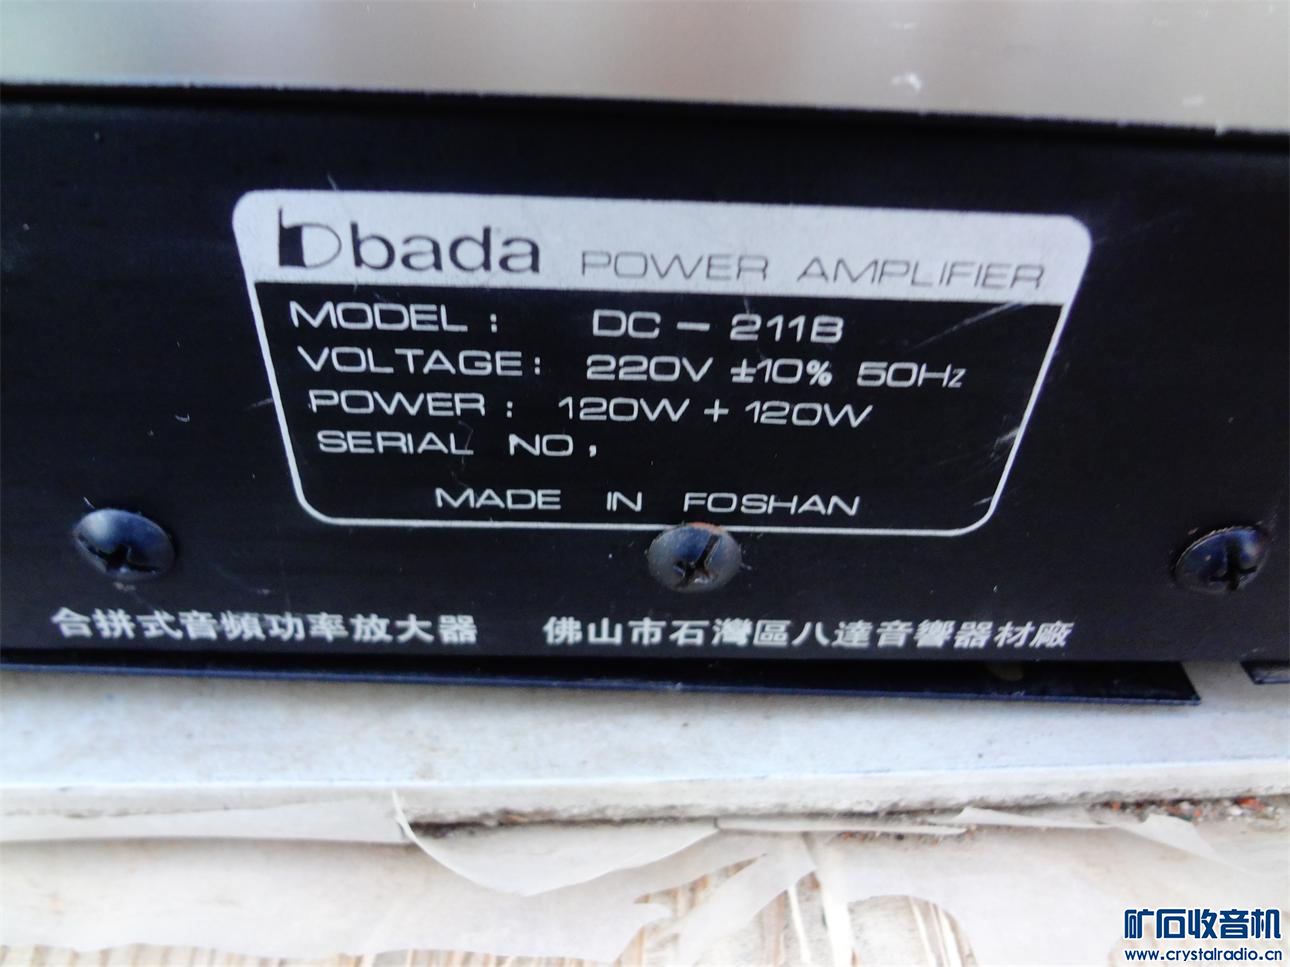 bada POWER AMPLIFIER
MODEL : DC - 211B
VOLTAGE : 220V ±10% 50Hz
POWER : 120W + 120W
SERIAL NO,
MADE IN FOSHAN
合拼式音頻功率放大器 佛山市石灣區八達音響器材廠
矿石收音机
www.crystalradio.cn